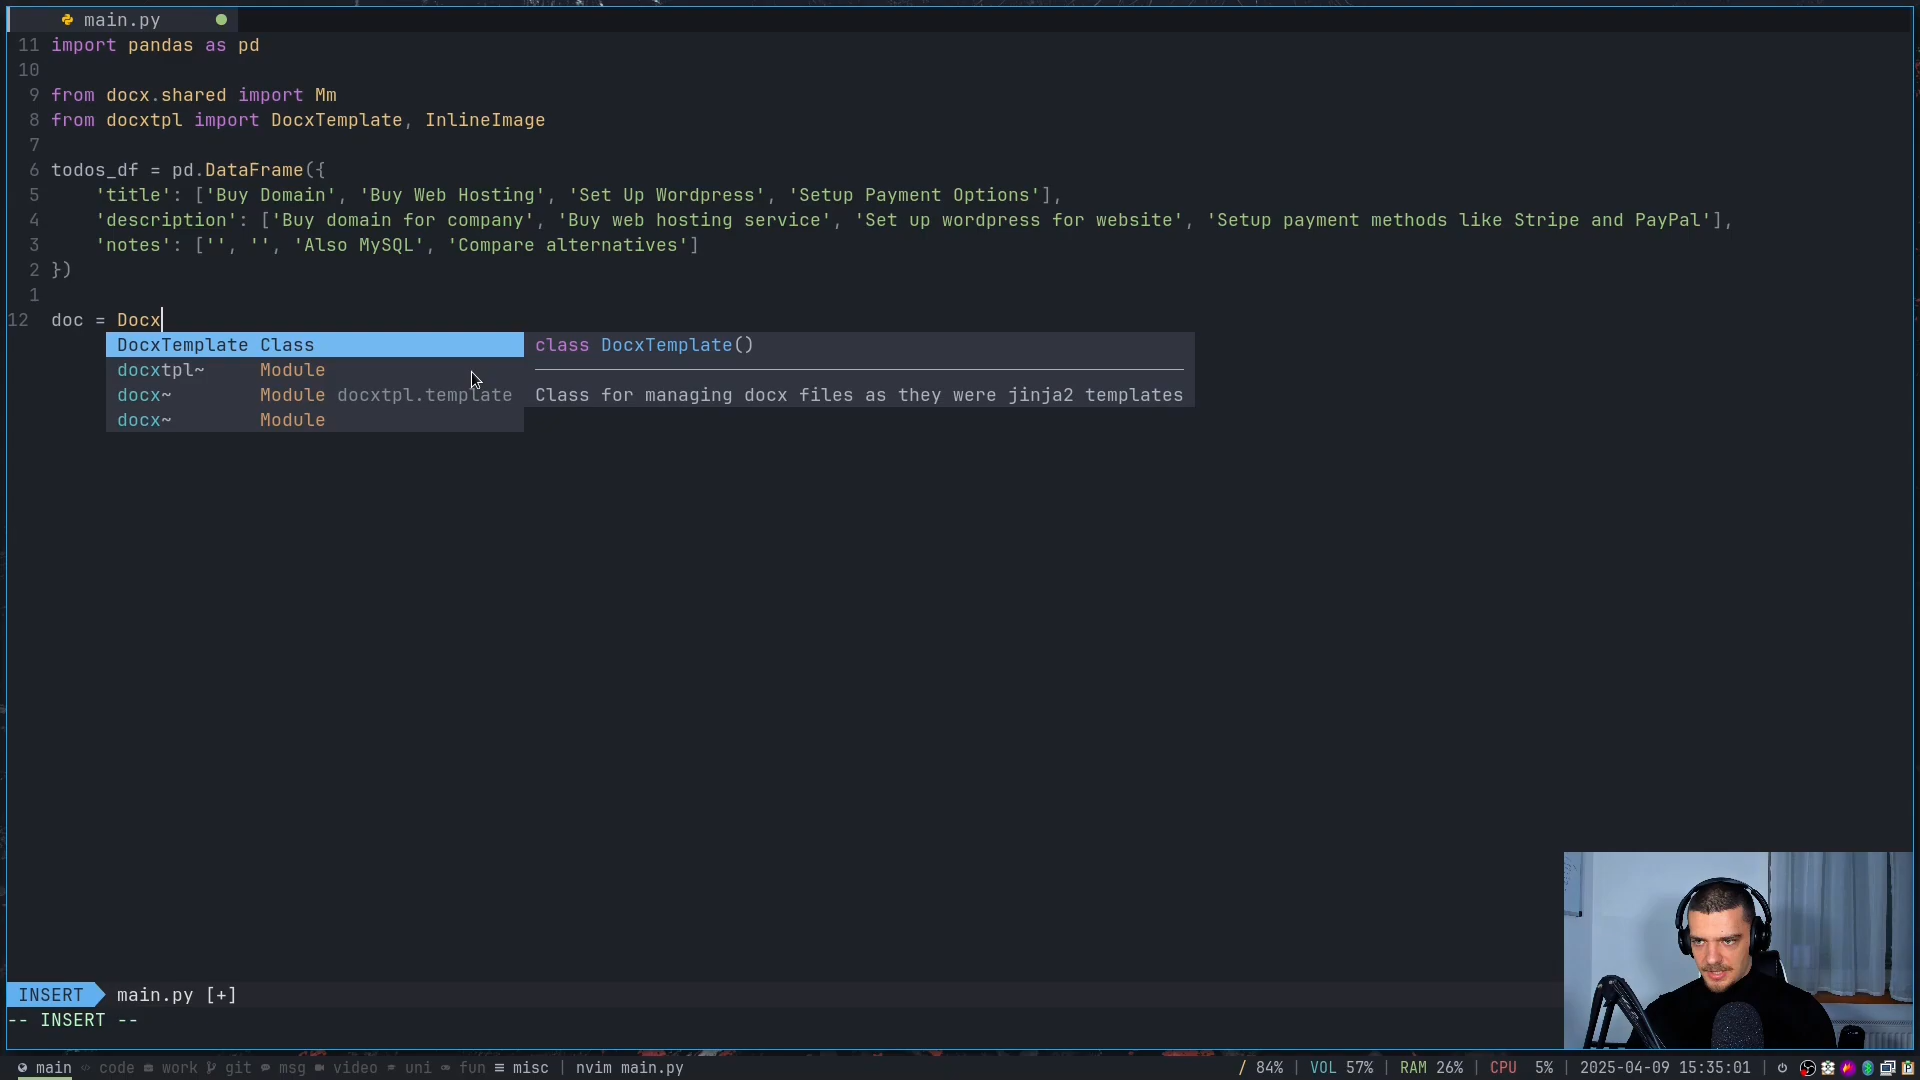 main.py
11 import pandas as pd
10
9 from docx.shared import Mm
8 from docxtpl import DocxTemplate, InlineImage
7
6 todos_df = pd.DataFrame({
5     'title': ['Buy Domain', 'Buy Web Hosting', 'Set Up Wordpress', 'Setup Payment Options'],
4     'description': ['Buy domain for company', 'Buy web hosting service', 'Set up wordpress for website', 'Setup payment methods like Stripe and PayPal'],
3     'notes': ['', '', 'Also MySQL', 'Compare alternatives']
2 })
1
12 doc = Docx
DocxTemplate Class class DocxTemplate()
docxtpl~ Module
docx~ Module docxtpl.template Class for managing docx files as they were jinja2 templates
docx~ Module
INSERT main.py [+]
-- INSERT --
main code work git msg video uni fun misc | nvim main.py / 84% | VOL 57% | RAM 26% | CPU 5% | 2025-04-09 15:35:01 |